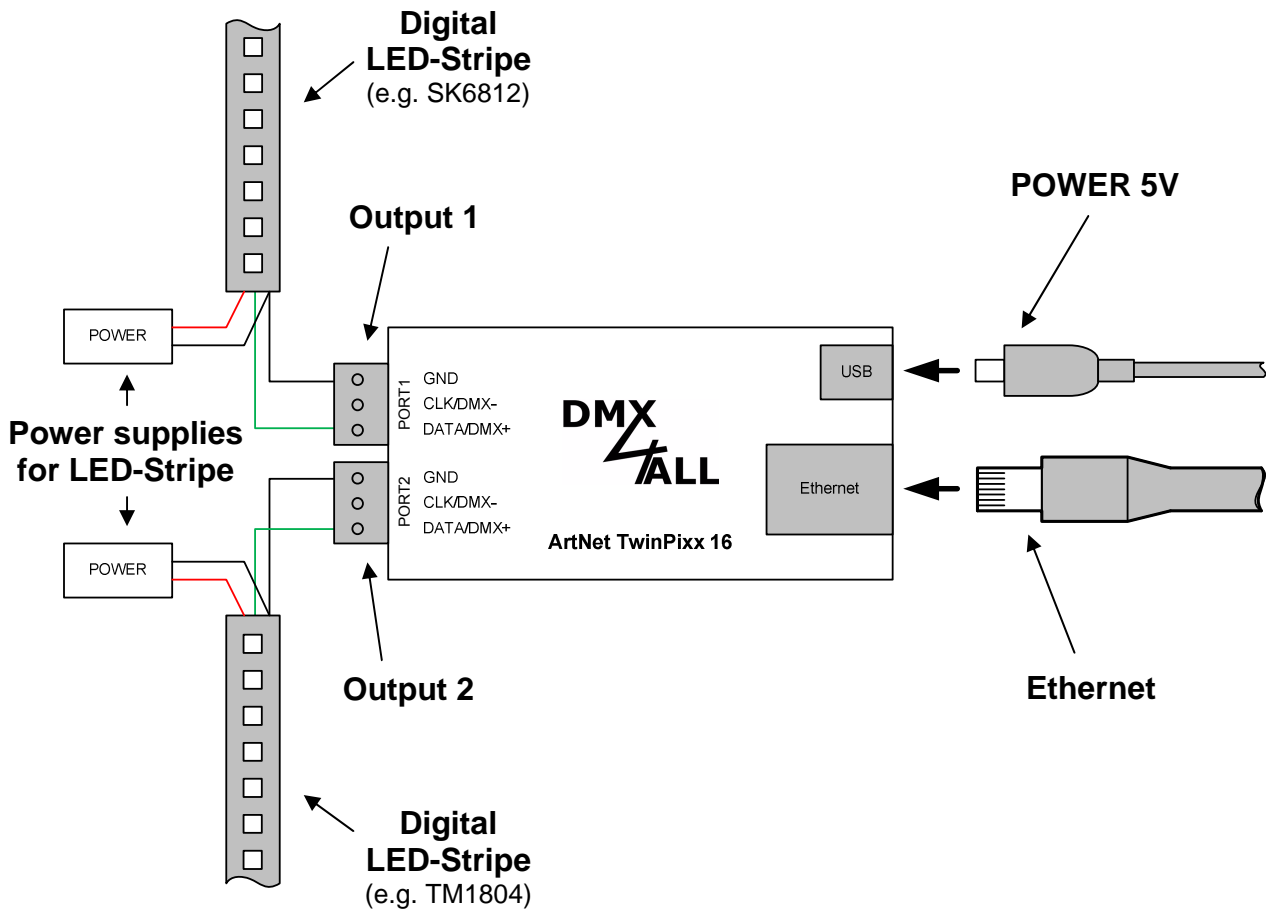 Digital
LED-Stripe
(e.g. SK6812)
POWER 5V
Output 1
POWER
Power supplies
for LED-Stripe
POWER
PORT1
GND
CLK/DMX-
DATA/DMX+
PORT2
GND
CLK/DMX-
DATA/DMX+
DMX
4ALL
ArtNet TwinPixx 16
USB
Ethernet
Output 2
Ethernet
Digital
LED-Stripe
(e.g. TM1804)